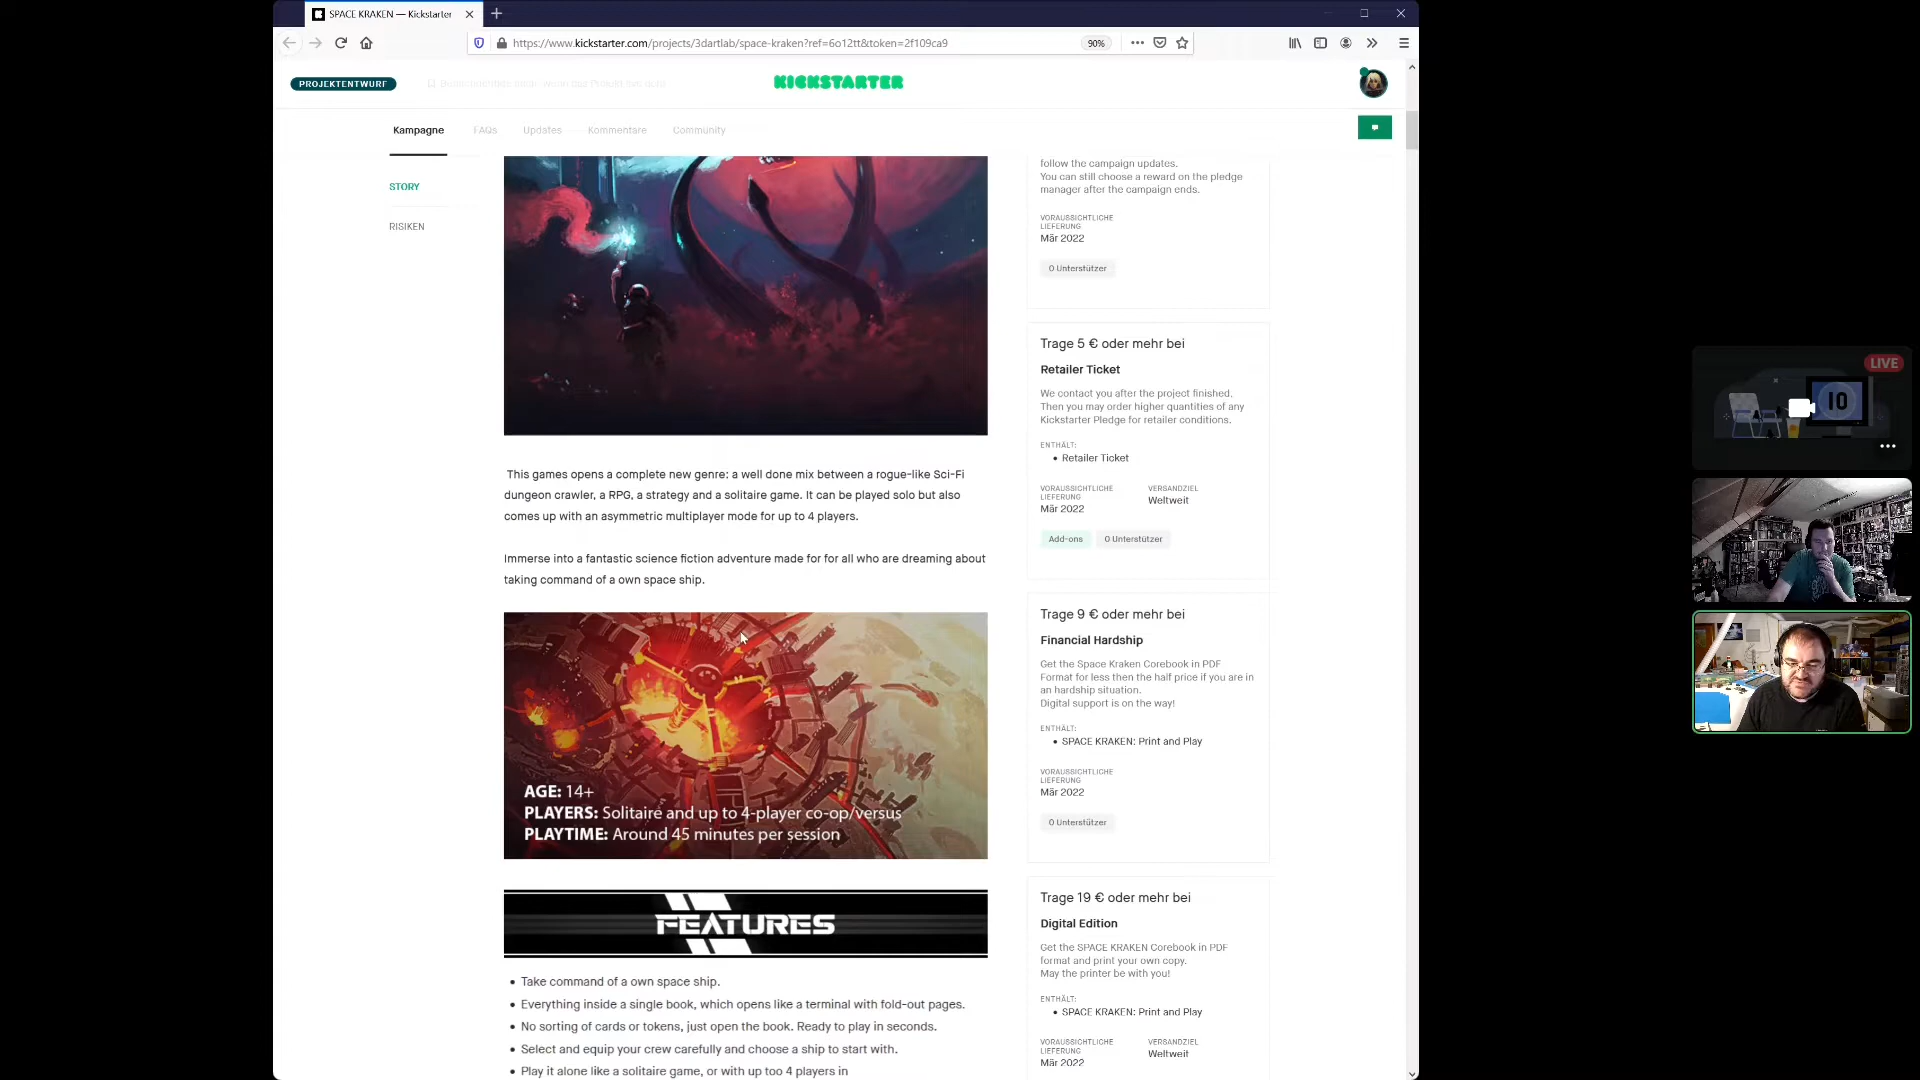 SPACE KRAKEN — Kickstarter
https://www.kickstarter.com/projects/3dartlab/space-kraken?ref=6o12tt&token=2f109ca9
90%
PROJEKTENTWURF
KICKSTARTER
Kampagne
FAQs
Updates
Kommentare
Community
STORY
RISIKEN
This games opens a complete new genre: a well done mix between a rogue-like Sci-Fi
dungeon crawler, a RPG, a strategy and a solitaire game. It can be played solo but also
comes up with an asymmetric multiplayer mode for up to 4 players.
Immerse into a fantastic science fiction adventure made for for all who are dreaming about
taking command of a own space ship.
AGE: 14+
PLAYERS: Solitaire and up to 4-player co-op/versus
PLAYTIME: Around 45 minutes per session
FEATURES
• Take command of a own space ship.
• Everything inside a single book, which opens like a terminal with fold-out pages.
• No sorting of cards or tokens, just open the book. Ready to play in seconds.
• Select and equip your crew carefully and choose a ship to start with.
• Play it alone like a solitaire game, or with up too 4 players in
follow the campaign updates.
You can still choose a reward on the pledge
manager after the campaign ends.
VORAUSSICHTLICHE
LIEFERUNG
Mär 2022
0 Unterstützer
Trage 5 € oder mehr bei
Retailer Ticket
We contact you after the project finished.
Then you may order higher quantities of any
Kickstarter Pledge for retailer conditions.
ENTHÄLT:
• Retailer Ticket
VORAUSSICHTLICHE
LIEFERUNG
Mär 2022
VERSANDZIEL
Weltweit
Add-ons
0 Unterstützer
Trage 9 € oder mehr bei
Financial Hardship
Get the Space Kraken Corebook in PDF
Format for less then the half price if you are in
an hardship situation.
Digital support is on the way!
ENTHÄLT:
• SPACE KRAKEN: Print and Play
VORAUSSICHTLICHE
LIEFERUNG
Mär 2022
0 Unterstützer
Trage 19 € oder mehr bei
Digital Edition
Get the SPACE KRAKEN Corebook in PDF
format and print your own copy.
May the printer be with you!
ENTHÄLT:
• SPACE KRAKEN: Print and Play
VORAUSSICHTLICHE
LIEFERUNG
Mär 2022
VERSANDZIEL
Weltweit
LIVE
10